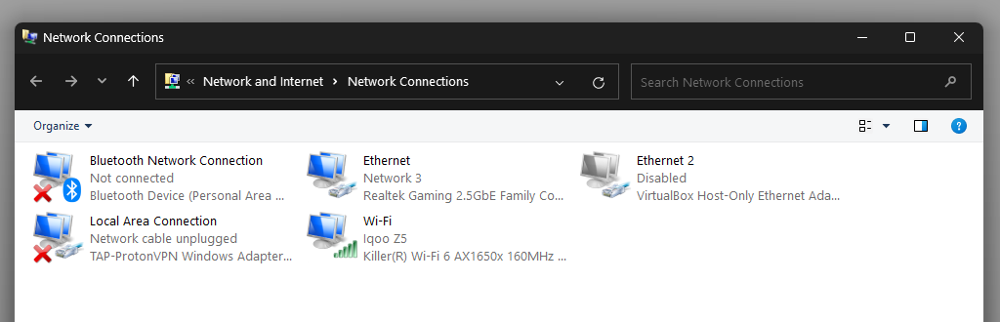 Network Connections
« Network and Internet › Network Connections
Search Network Connections
Organize
?
Bluetooth Network Connection
Not connected
Bluetooth Device (Personal Area ...
Ethernet
Network 3
Realtek Gaming 2.5GbE Family Co...
Ethernet 2
Disabled
VirtualBox Host-Only Ethernet Ada...
Local Area Connection
Network cable unplugged
TAP-ProtonVPN Windows Adapter...
Wi-Fi
Iqoo Z5
Killer(R) Wi-Fi 6 AX1650x 160MHz ...